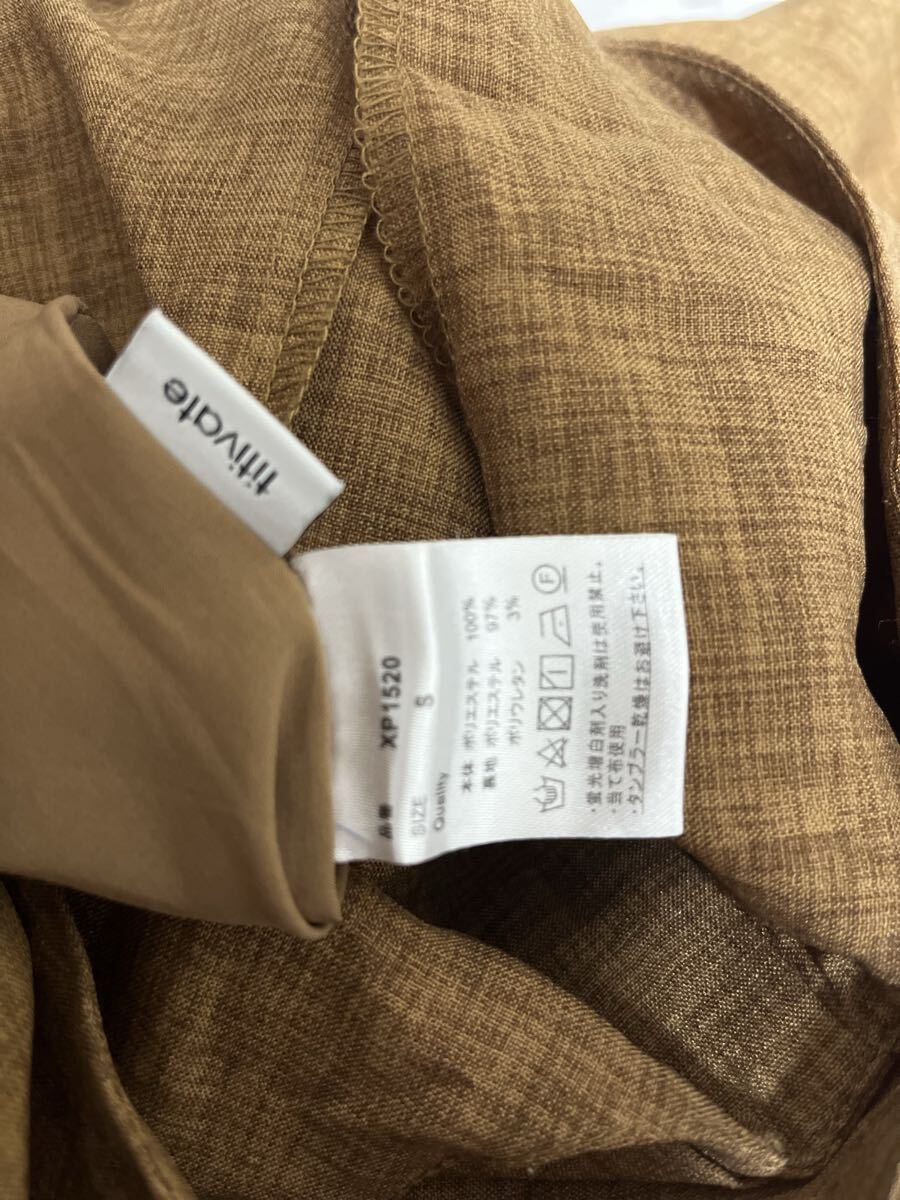 titivate
品番 XP1520
SIZE S
Quality
本体 ポリエステル 100%
裏地 ポリエステル 97%
ポリウレタン 3%
1 F
・蛍光増白剤入り洗剤は使用禁止。
・当て布使用
・タンブラー乾燥はお避け下さい。